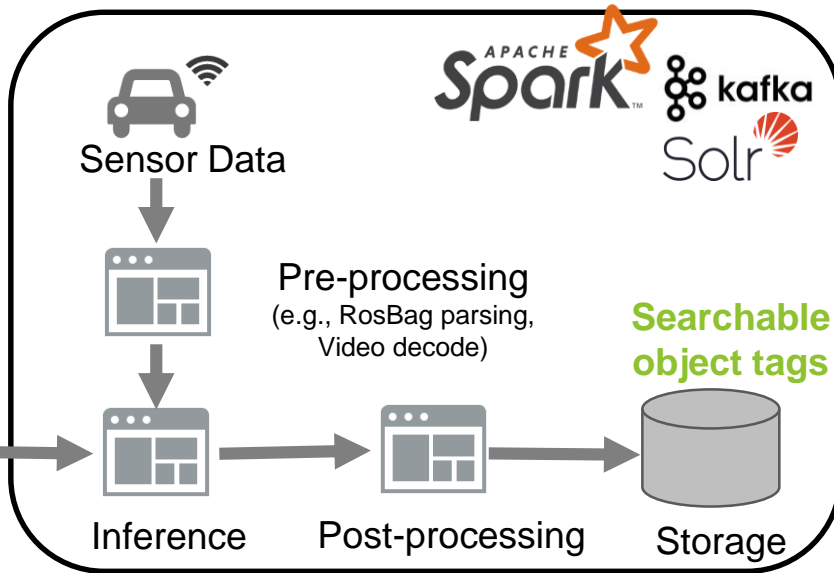 APACHE
Spark
TM
kafka
Solr
Sensor Data
Pre-processing
(e.g., RosBag parsing,
Video decode)
Searchable
object tags
Inference
Post-processing
Storage